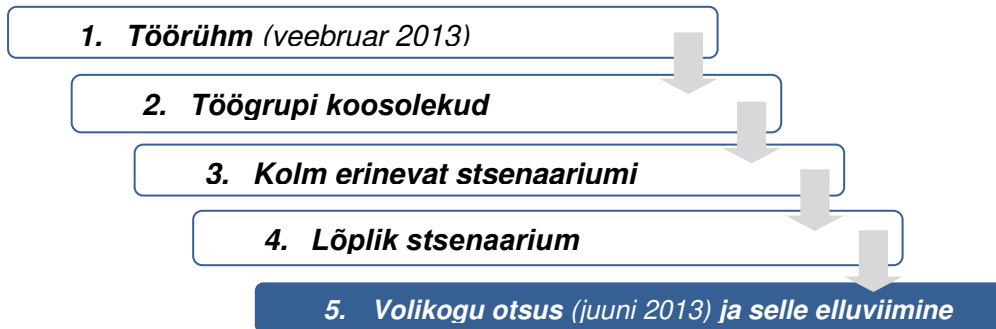 1. Töörühm (veebruar 2013)
2. Töögrupi koosolekud
3. Kolm erinevat stsenaariumi
4. Lõplik stsenaarium
5. Volikogu otsus (juuni 2013) ja selle elluviimine